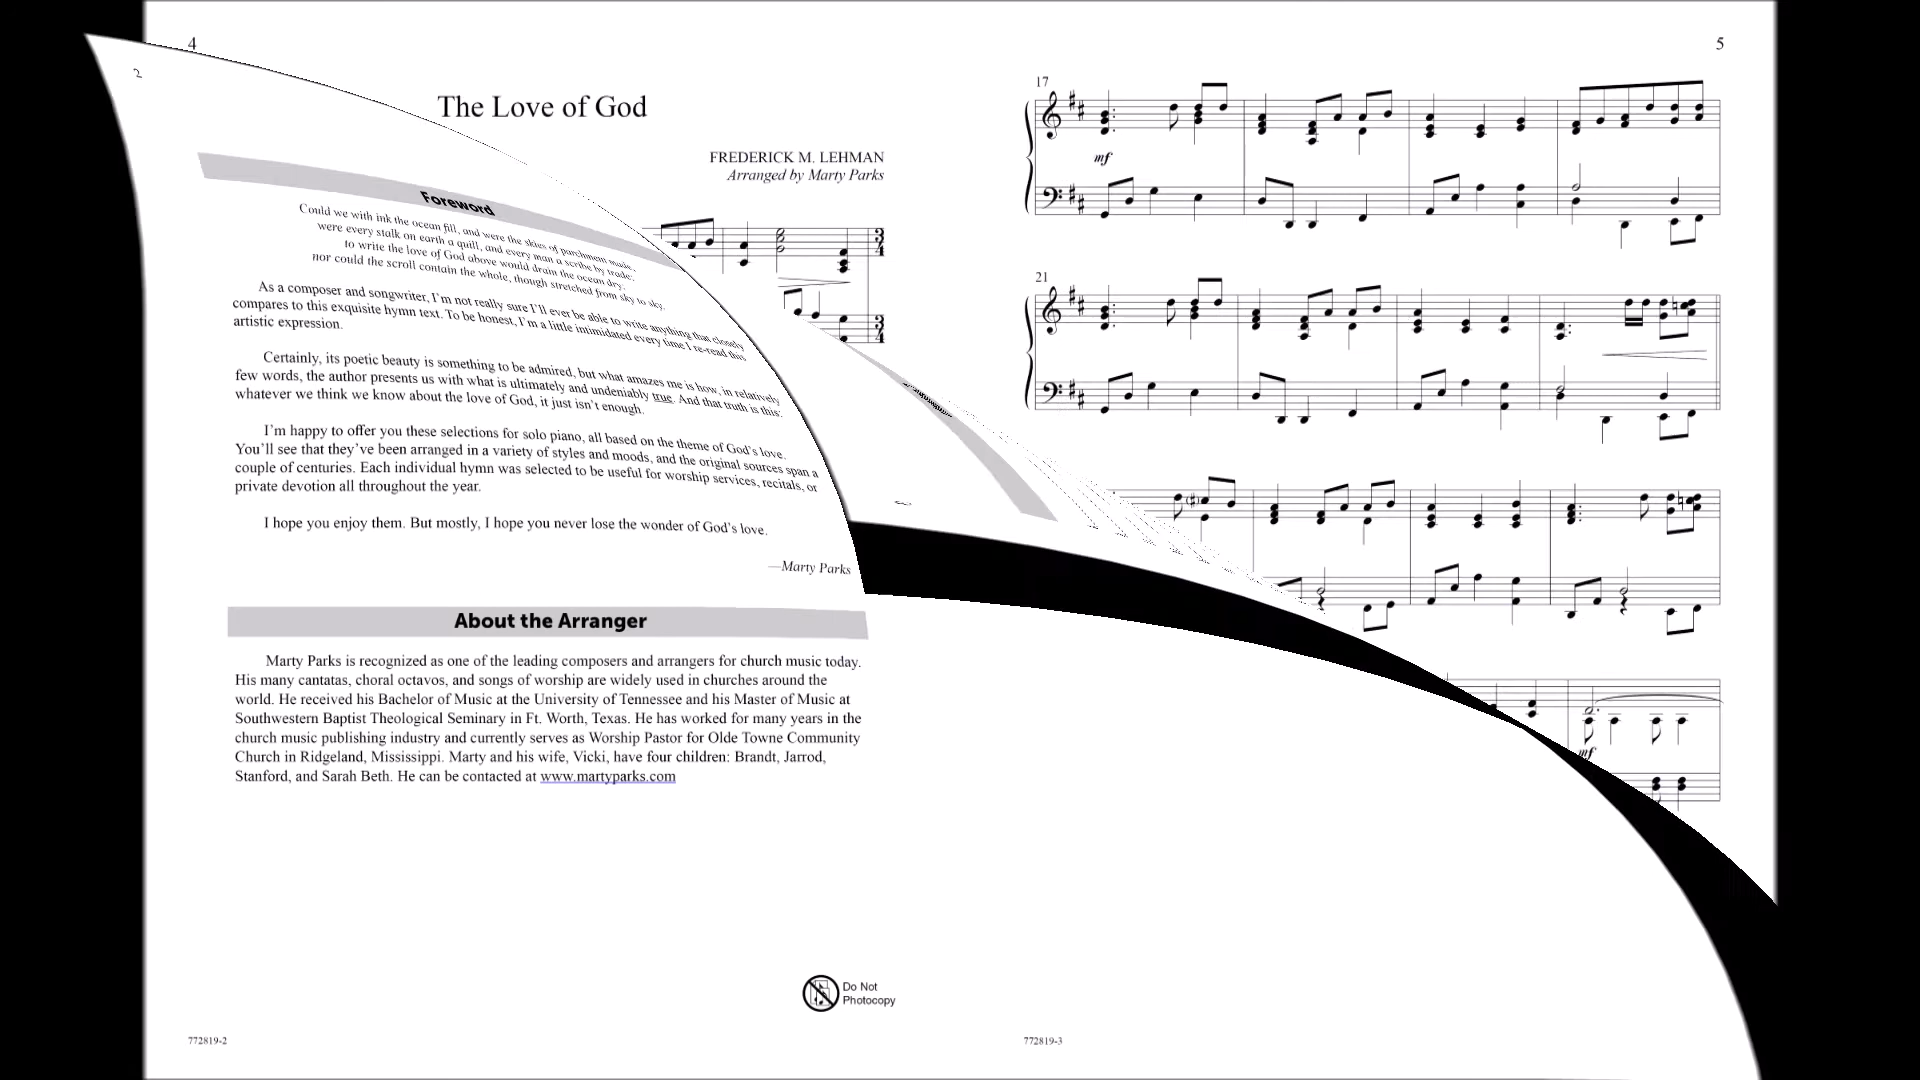 4
2
The Love of God
FREDERICK M. LEHMAN
Arranged by Marty Parks
Foreword
Could we with ink the ocean fill, and were the skies of parchment made,
were every stalk on earth a quill, and every man a scribe by trade;
to write the love of God above would drain the ocean dry;
nor could the scroll contain the whole, though stretched from sky to sky.
As a composer and songwriter, I'm not really sure I'll ever be able to write anything that closely
compares to this exquisite hymn text. To be honest, I'm a little intimidated every time I re-read this
artistic expression.
Certainly, its poetic beauty is something to be admired, but what amazes me is how, in relatively
few words, the author presents us with what is ultimately and undeniably true. And that truth is this:
whatever we think we know about the love of God, it just isn't enough.
I'm happy to offer you these selections for solo piano, all based on the theme of God's love.
You'll see that they've been arranged in a variety of styles and moods, and the original sources span a
couple of centuries. Each individual hymn was selected to be useful for worship services, recitals, or
private devotion all throughout the year.
I hope you enjoy them. But mostly, I hope you never lose the wonder of God's love.
—Marty Parks
About the Arranger
Marty Parks is recognized as one of the leading composers and arrangers for church music today.
His many cantatas, choral octavos, and songs of worship are widely used in churches around the
world. He received his Bachelor of Music at the University of Tennessee and his Master of Music at
Southwestern Baptist Theological Seminary in Ft. Worth, Texas. He has worked for many years in the
church music publishing industry and currently serves as Worship Pastor for Olde Towne Community
Church in Ridgeland, Mississippi. Marty and his wife, Vicki, have four children: Brandt, Jarrod,
Stanford, and Sarah Beth. He can be contacted at www.martyparks.com
Do Not
Photocopy
772819-2
5
17
mf
21
mf
772819-3